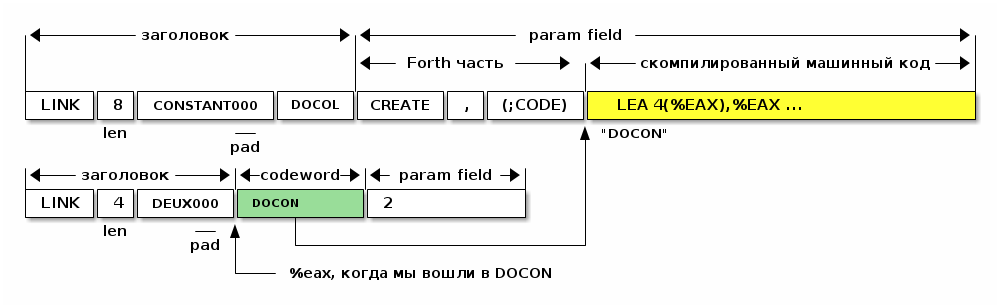 заголовок param field
Forth часть скомпилированный машинный код
LINK 8 CONSTANT000 DOCOL CREATE , (;CODE) LEA 4(%EAX),%EAX ...
len pad "DOCON"
заголовок codeword param field
LINK 4 DEUX000 DOCON 2
len pad
%eax, когда мы вошли в DOCON